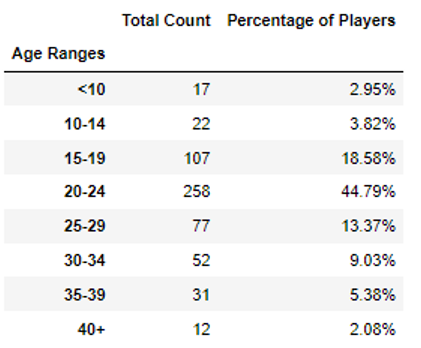 Total Count Percentage of Players
Age Ranges
<10 17 2.95%
10-14 22 3.82%
15-19 107 18.58%
20-24 258 44.79%
25-29 77 13.37%
30-34 52 9.03%
35-39 31 5.38%
40+ 12 2.08%